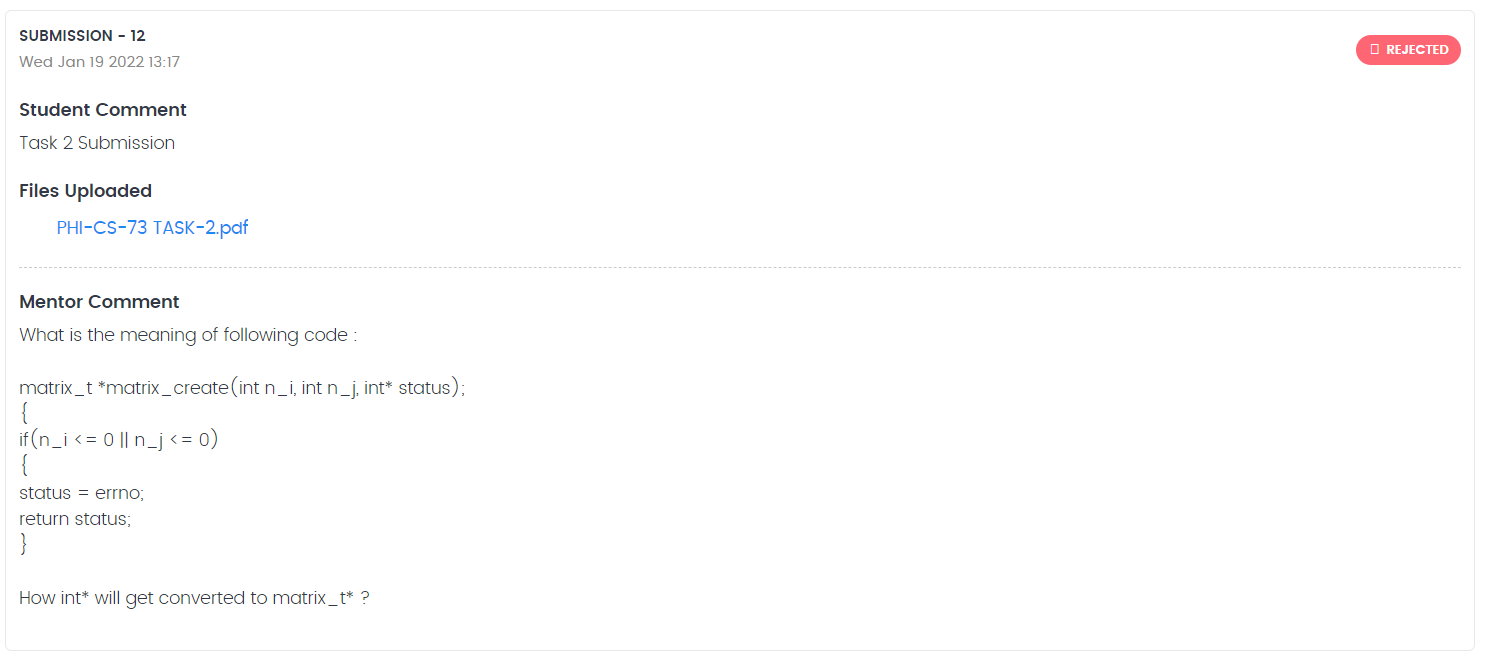 SUBMISSION - 12
Wed Jan 19 2022 13:17
REJECTED
Student Comment
Task 2 Submission
Files Uploaded
PHI-CS-73 TASK-2.pdf
Mentor Comment
What is the meaning of following code :
matrix_t *matrix_create(int n_i, int n_j, int* status);
{
if(n_i <= 0 || n_j <= 0)
{
status = errno;
return status;
}
How int* will get converted to matrix_t* ?